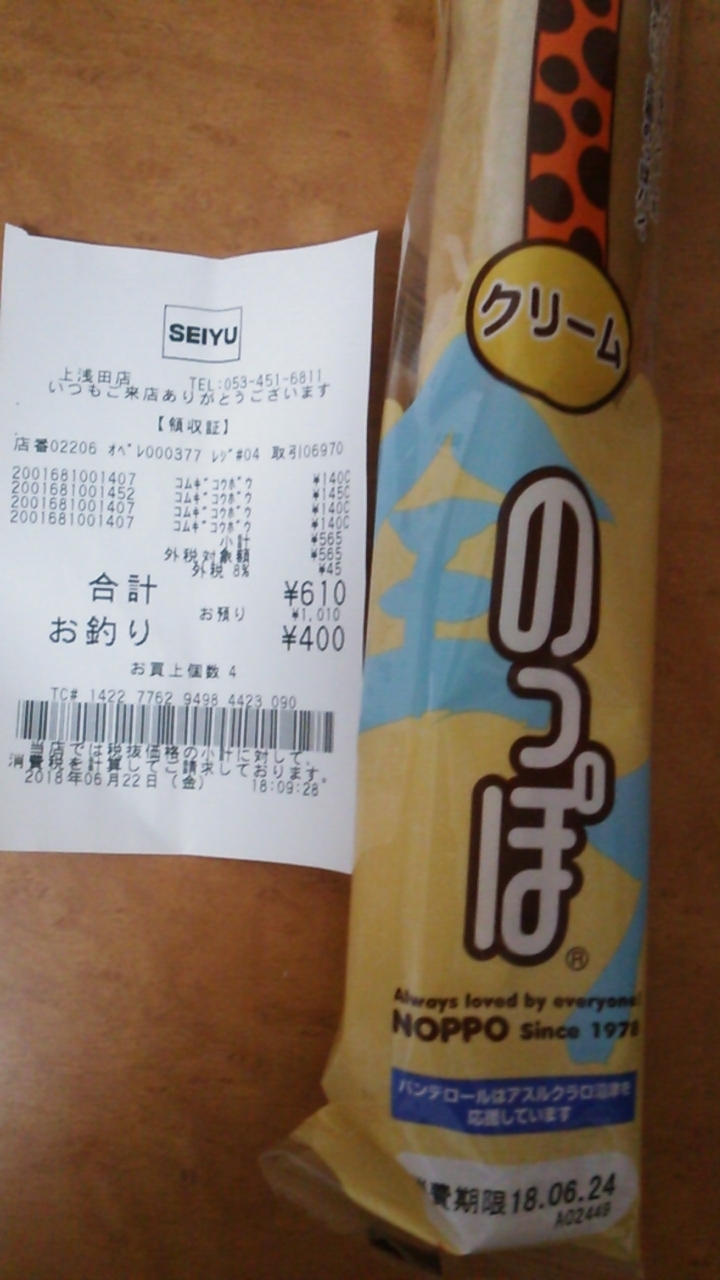 SEIYU
上浅田店 TEL:053-451-6811
いつもご来店ありがとうございます
【領収証】
店番02206 オペレ000377 レジ#04 取引06970
2001681001407 コムギコウボウ ¥140C
2001681001452 コムギコウボウ ¥145C
2001681001407 コムギコウボウ ¥140C
2001681001407 コムギコウボウ ¥140C
小計 ¥565
外税対象額 ¥565
外税 8% ¥45
合計 ¥610
お預り ¥1,010
お釣り ¥400
お買上個数 4
TC# 1422 7762 9498 4423 090
当店では税抜価格の小計に対して、
消費税を計算してご請求しております。
2018年06月22日（金） 18:09:28
クリーム
のっぽ®
Always loved by everyone!
NOPPO Since 1978
バンデロールはアスルクラロ沼津を
応援しています
消費期限18.06.24
A0244B